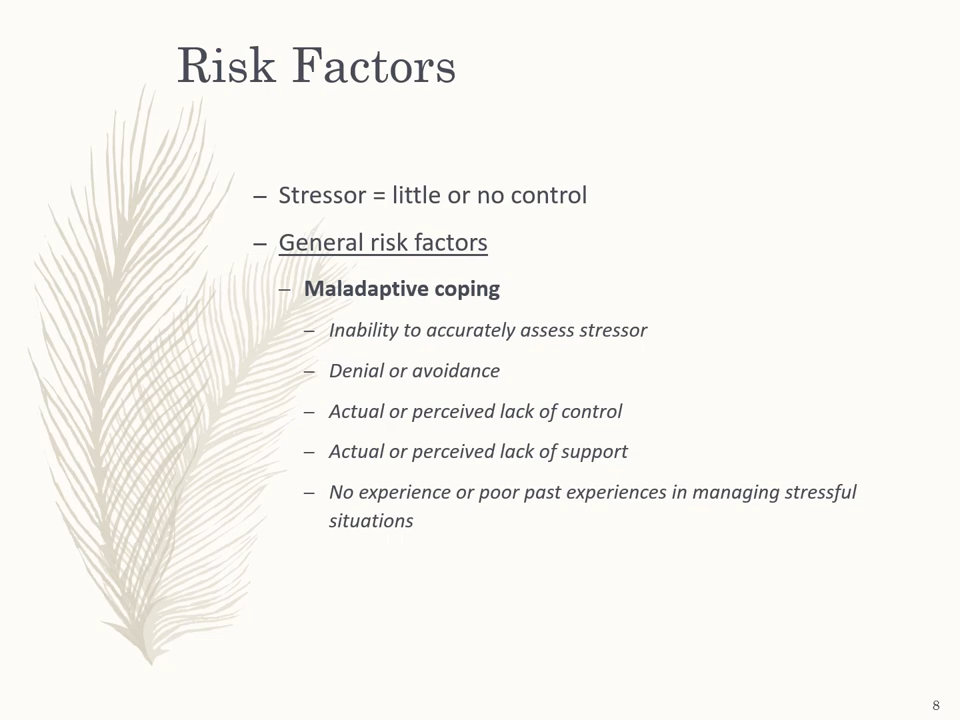 Risk Factors
– Stressor = little or no control
– General risk factors
– Maladaptive coping
– Inability to accurately assess stressor
– Denial or avoidance
– Actual or perceived lack of control
– Actual or perceived lack of support
– No experience or poor past experiences in managing stressful
situations
8